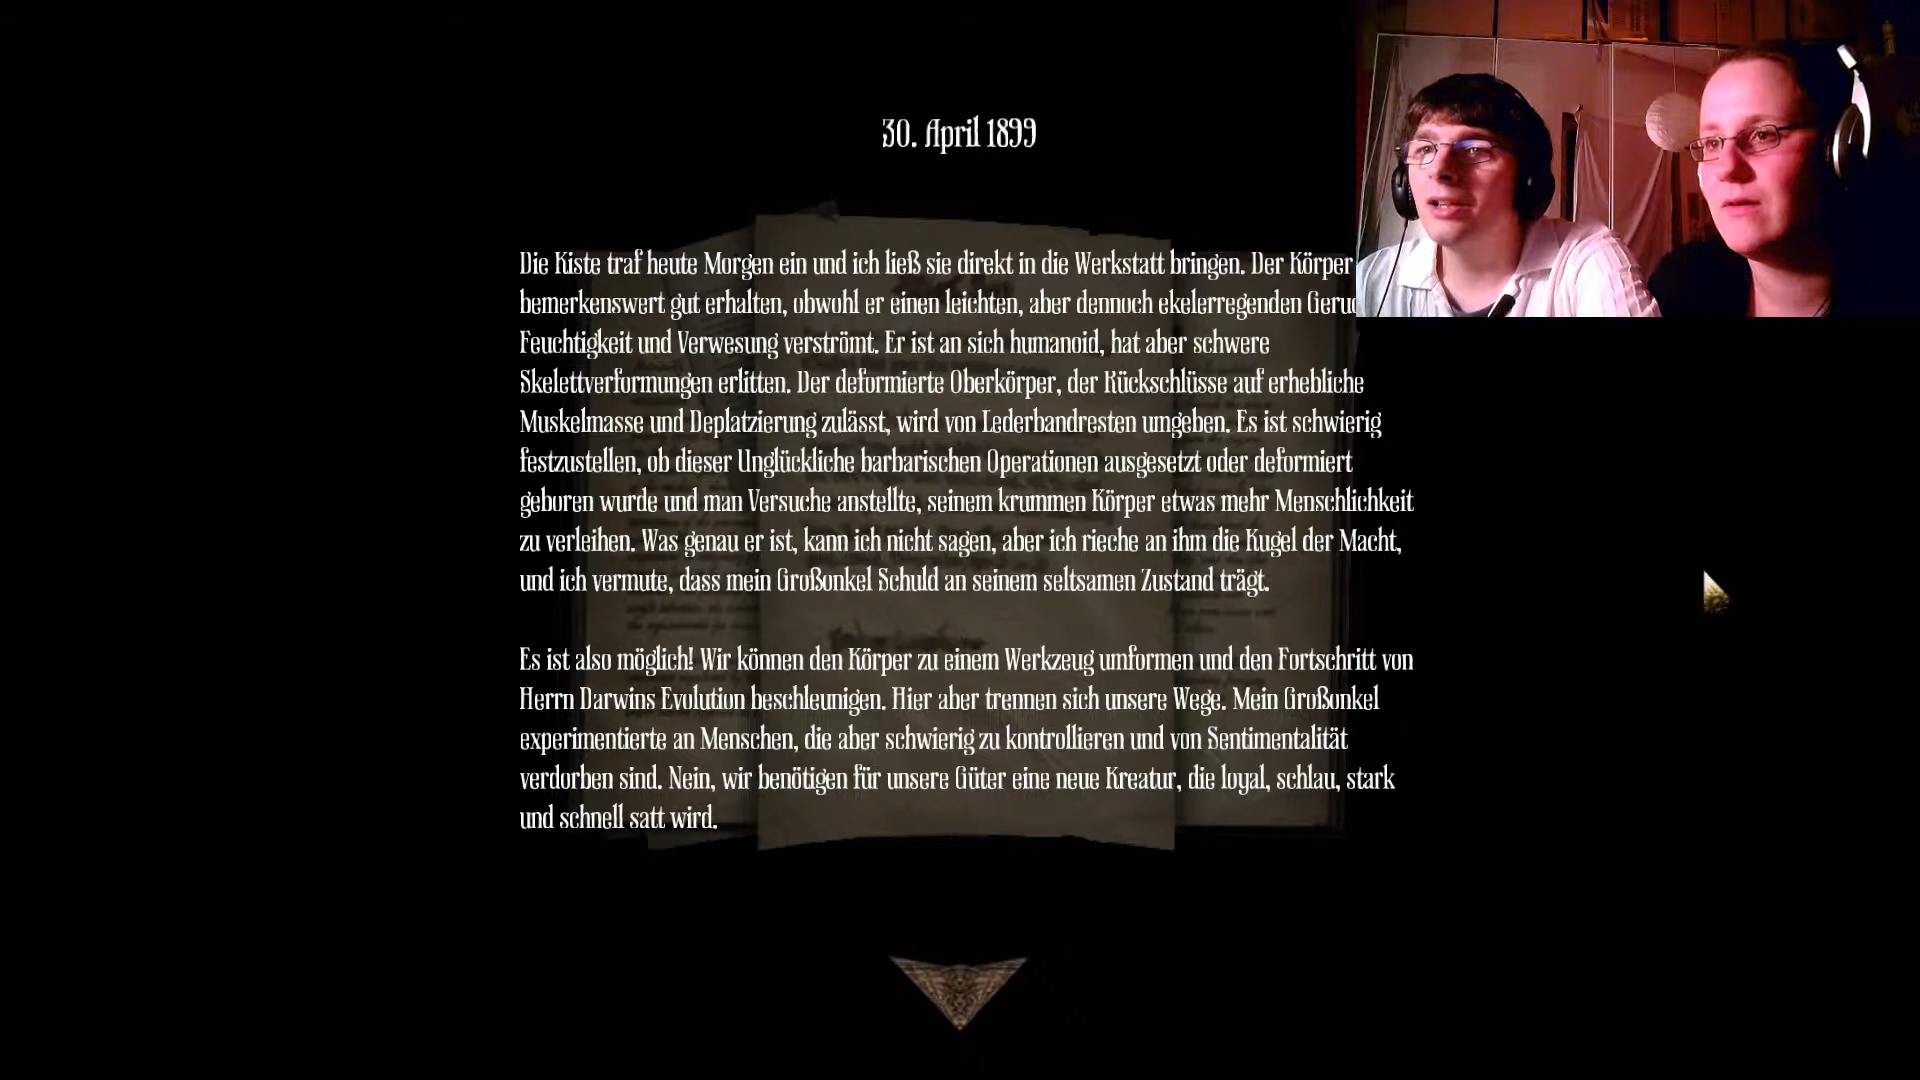 30. April 1899
Die Kiste traf heute Morgen ein und ich ließ sie direkt in die Werkstatt bringen. Der Körper
bemerkenswert gut erhalten, obwohl er einen leichten, aber dennoch ekelerregenden
Feuchtigkeit und Verwesung verströmt. Er ist an sich humanoid, hat aber schwere
Skelettverformungen erlitten. Der deformierte Oberkörper, der Rückschlüsse auf erhebliche
Muskelmasse und Deplatzierung zulässt, wird von Lederbandresten umgeben. Es ist schwierig
festzustellen, ob dieser Unglückliche barbarischen Operationen ausgesetzt oder deformiert
geboren wurde und man Versuche anstellte, seinem krummen Körper etwas mehr Menschlichkeit
zu verleihen. Was genau er ist, kann ich nicht sagen, aber ich rieche an ihm die Kugel der Macht,
und ich vermute, dass mein Großonkel Schuld an seinem seltsamen Zustand trägt.
Es ist also möglich! Wir können den Körper zu einem Werkzeug umformen und den Fortschritt von
Herrn Darwins Evolution beschleunigen. Hier aber trennen sich unsere Wege. Mein Großonkel
experimentierte an Menschen, die aber schwierig zu kontrollieren und von Sentimentalität
verdorben sind. Nein, wir benötigen für unsere Güter eine neue Kreatur, die loyal, schlau, stark
und schnell satt wird.